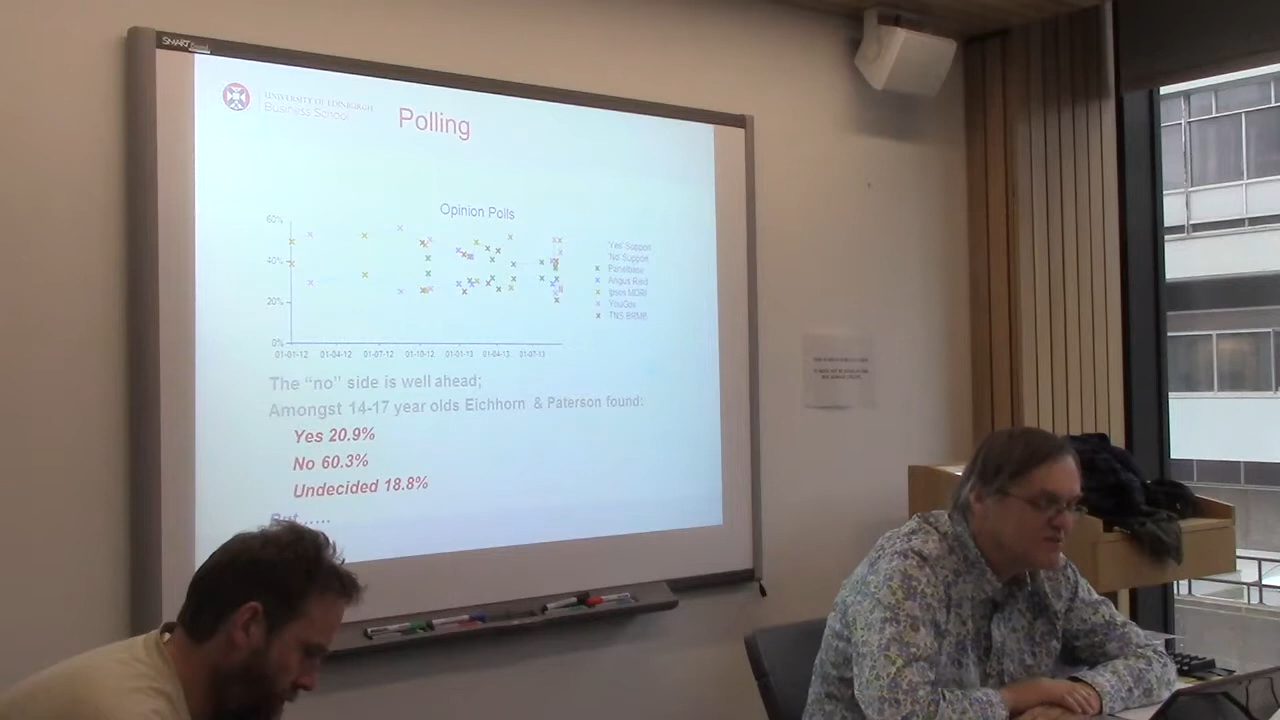 SMART
UNIVERSITY OF EDINBURGH
Business School
Polling
Opinion Polls
60%
40%
20%
0%
01-01-12 01-04-12 01-07-12 01-10-12 01-01-13 01-04-13 01-07-13
'Yes' Support
'No' Support
Panelbase
Angus Reid
Ipsos MORI
YouGov
TNS BRMB
The “no” side is well ahead;
Amongst 14-17 year olds Eichhorn & Paterson found:
Yes 20.9%
No 60.3%
Undecided 18.8%
But .....